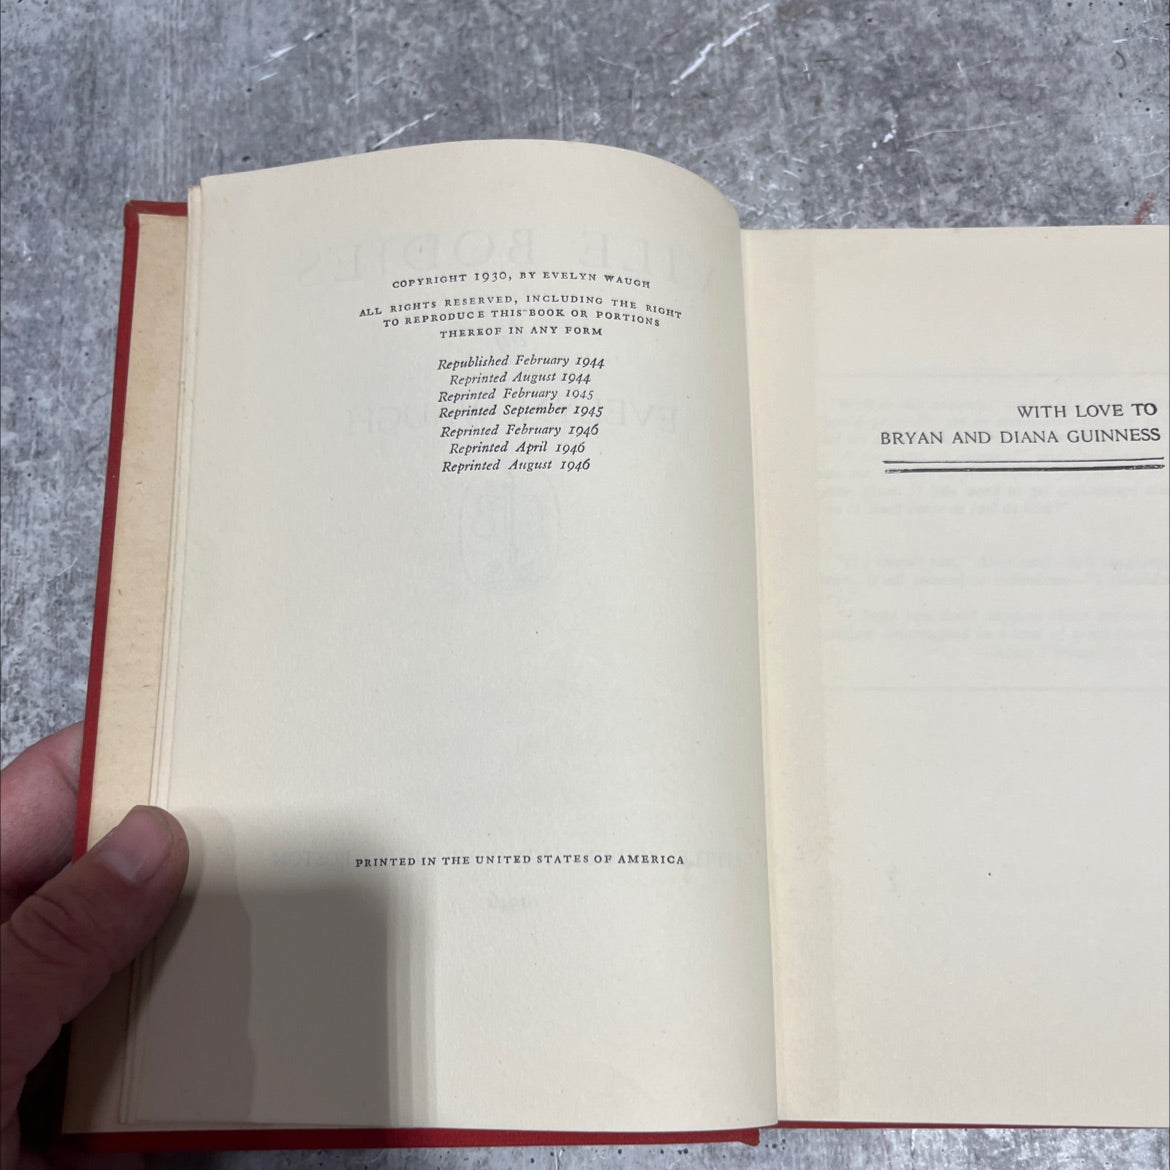 COPYRIGHT 1930, BY EVELYN WAUGH
ALL RIGHTS RESERVED, INCLUDING THE RIGHT
TO REPRODUCE THIS BOOK OR PORTIONS
THEREOF IN ANY FORM
Republished February 1944
Reprinted August 1944
Reprinted February 1945
Reprinted September 1945
Reprinted February 1946
Reprinted April 1946
Reprinted August 1946
PRINTED IN THE UNITED STATES OF AMERICA
WITH LOVE TO
BRYAN AND DIANA GUINNESS